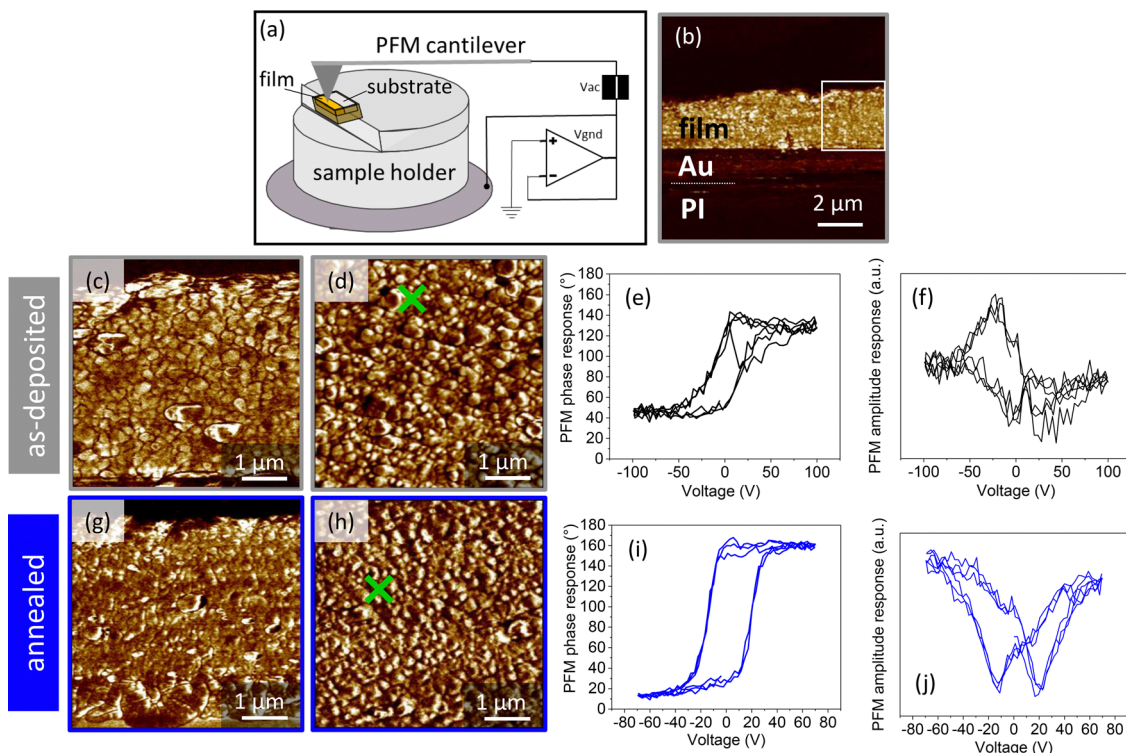 (a)
PFM cantilever
film
substrate
Vac
Vgnd
+
-
sample holder
(b)
film
Au
PI
2 µm
as-deposited
(c)
1 µm
(d)
1 µm
(e)
PFM phase response (°)
180
160
140
120
100
80
60
40
20
0
-100 -50 0 50 100
Voltage (V)
(f)
PFM amplitude response (a.u.)
-100 -50 0 50 100
Voltage (V)
annealed
(g)
1 µm
(h)
1 µm
(i)
PFM phase response (°)
180
160
140
120
100
80
60
40
20
0
-80 -60 -40 -20 0 20 40 60 80
Voltage (V)
(j)
PFM amplitude response (a.u.)
-80 -60 -40 -20 0 20 40 60 80
Voltage (V)